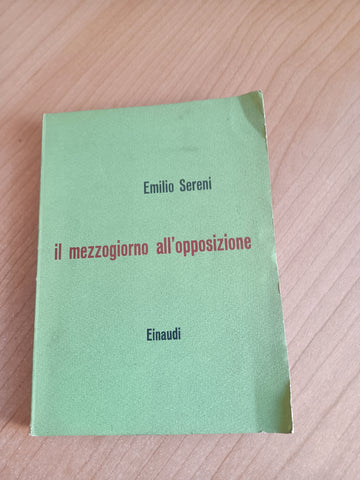 Emilio Sereni
il mezzogiorno all'opposizione
Einaudi